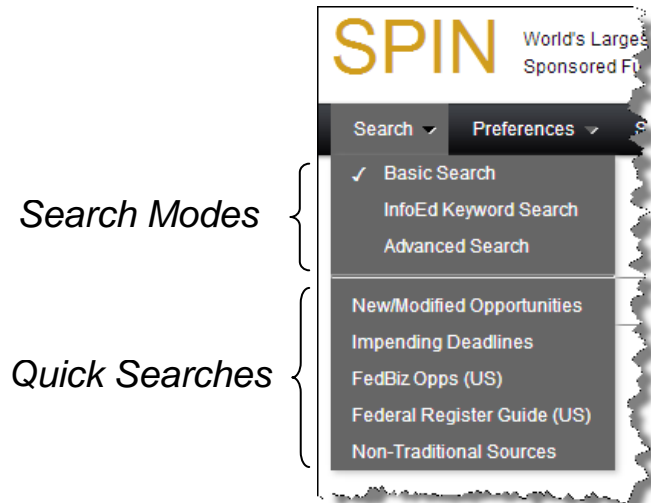 SPIN
World's Larges
Sponsored Fu
Search Preferences S
Search Modes
✓ Basic Search
InfoEd Keyword Search
Advanced Search
Quick Searches
New/Modified Opportunities
Impending Deadlines
FedBiz Opps (US)
Federal Register Guide (US)
Non-Traditional Sources